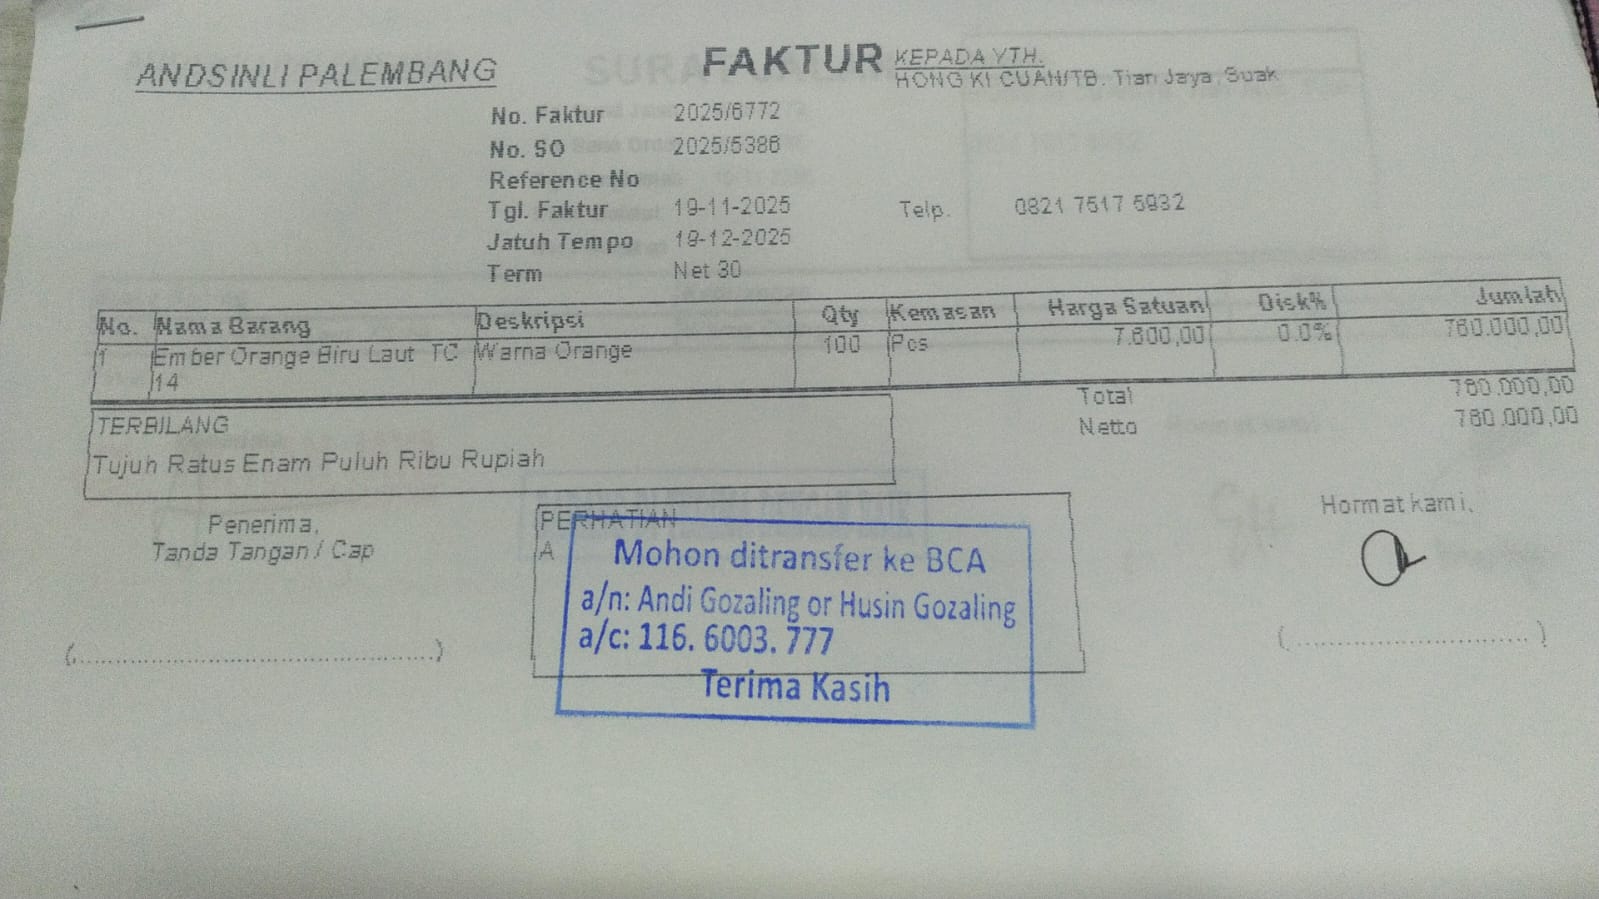 FAKTUR
ANDSINLI PALEMBANG
KEPADA YTH.
HONG KI CUAN/TB. Tian Jaya ,Suak
No. Faktur 2025/6772
No. SO 2025/5386
Reference No
Tgl. Faktur 19-11-2025
Telp. 0821 7517 5932
Jatuh Tempo 19-12-2025
Term Net 30
No. Nama Barang Deskripsi Qty Kemasan Harga Satuan Disk% Jumlah
1 Ember Orange Biru Laut TC Warna Orange 100 Pcs 7.600,00 0.0% 760.000,00
14
Total 760.000,00
Netto 760.000,00
TERBILANG
Tujuh Ratus Enam Puluh Ribu Rupiah
Penerima,
Tanda Tangan / Cap
(....................................................)
PERHATIAN
A
Mohon ditransfer ke BCA
a/n: Andi Gozaling or Husin Gozaling
a/c: 116. 6003. 777
Terima Kasih
Hormat kami,
(..................................)